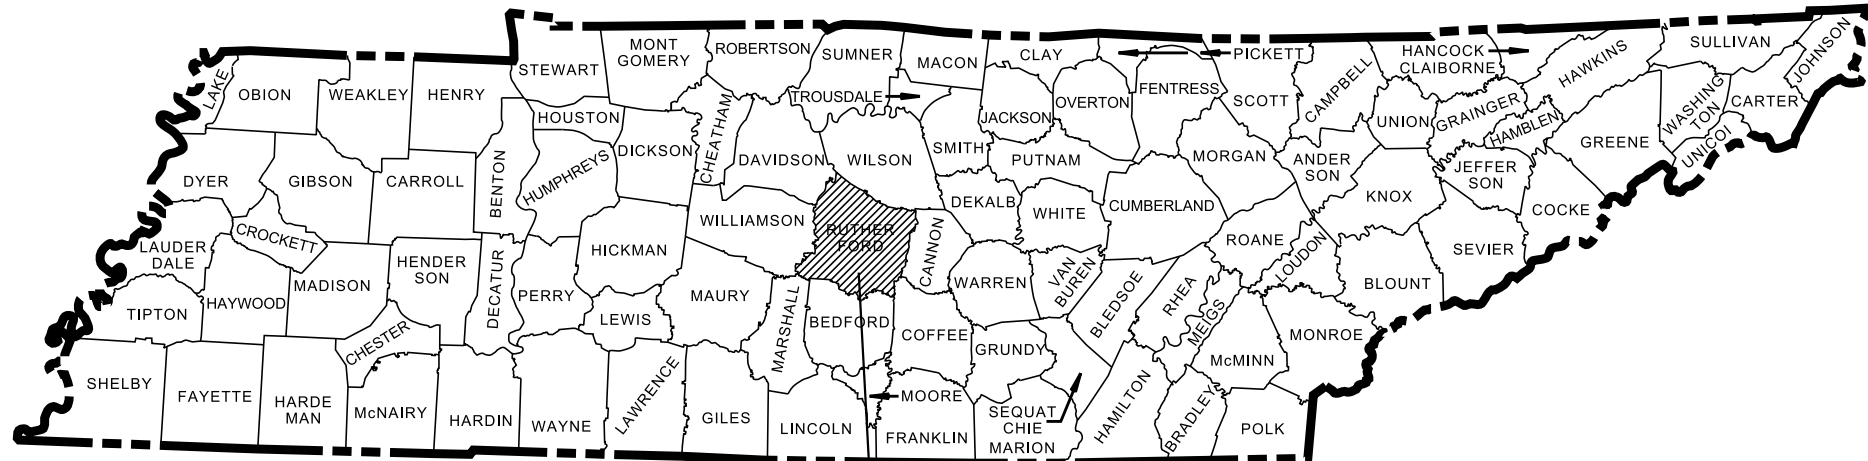 LAKE
OBION
WEAKLEY
HENRY
STEWART
MONT
GOMERY
ROBERTSON
SUMNER
MACON
CLAY
PICKETT
HANCOCK
CLAIBORNE
HAWKINS
SULLIVAN
JOHNSON
HOUSTON
CHEATHAM
TROUSDALE
JACKSON
OVERTON
FENTRESS
SCOTT
CAMPBELL
UNION
GRAINGER
HAMBLEN
WASHING
TON
CARTER
UNICOI
GREENE
DYER
GIBSON
CARROLL
BENTON
HUMPHREYS
DICKSON
DAVIDSON
WILSON
SMITH
PUTNAM
MORGAN
ANDER
SON
KNOX
JEFFER
SON
COCKE
LAUDER
DALE
CROCKETT
WILLIAMSON
RUTHER
FORD
CANNON
DEKALB
WHITE
CUMBERLAND
ROANE
LOUDON
SEVIER
BLOUNT
TIPTON
HAYWOOD
MADISON
HENDER
SON
DECATUR
PERRY
HICKMAN
LEWIS
MAURY
MARSHALL
BEDFORD
COFFEE
WARREN
VAN
BUREN
BLEDSOE
RHEA
MEIGS
McMINN
MONROE
SHELBY
FAYETTE
HARDE
MAN
CHESTER
McNAIRY
HARDIN
WAYNE
LAWRENCE
GILES
LINCOLN
MOORE
FRANKLIN
GRUNDY
SEQUAT
CHIE
MARION
HAMILTON
BRADLEY
POLK